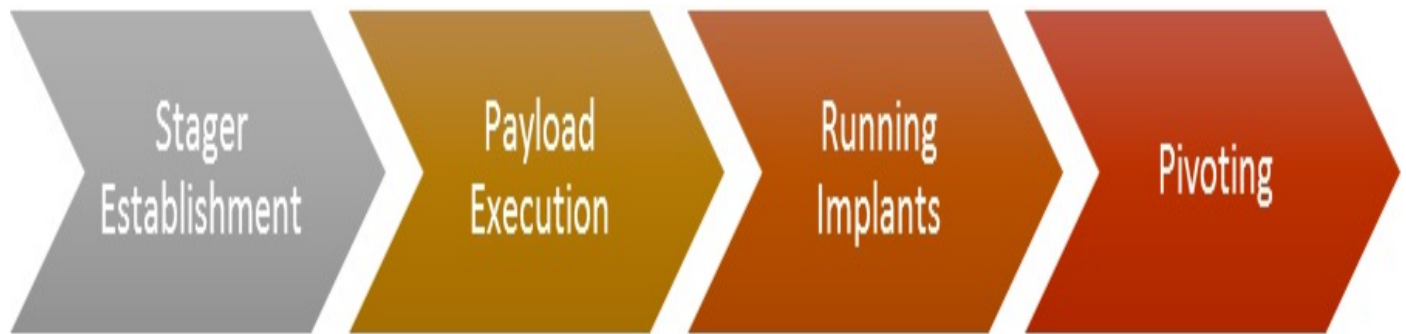 Stager
Establishment
Payload
Execution
Running
Implants
Pivoting